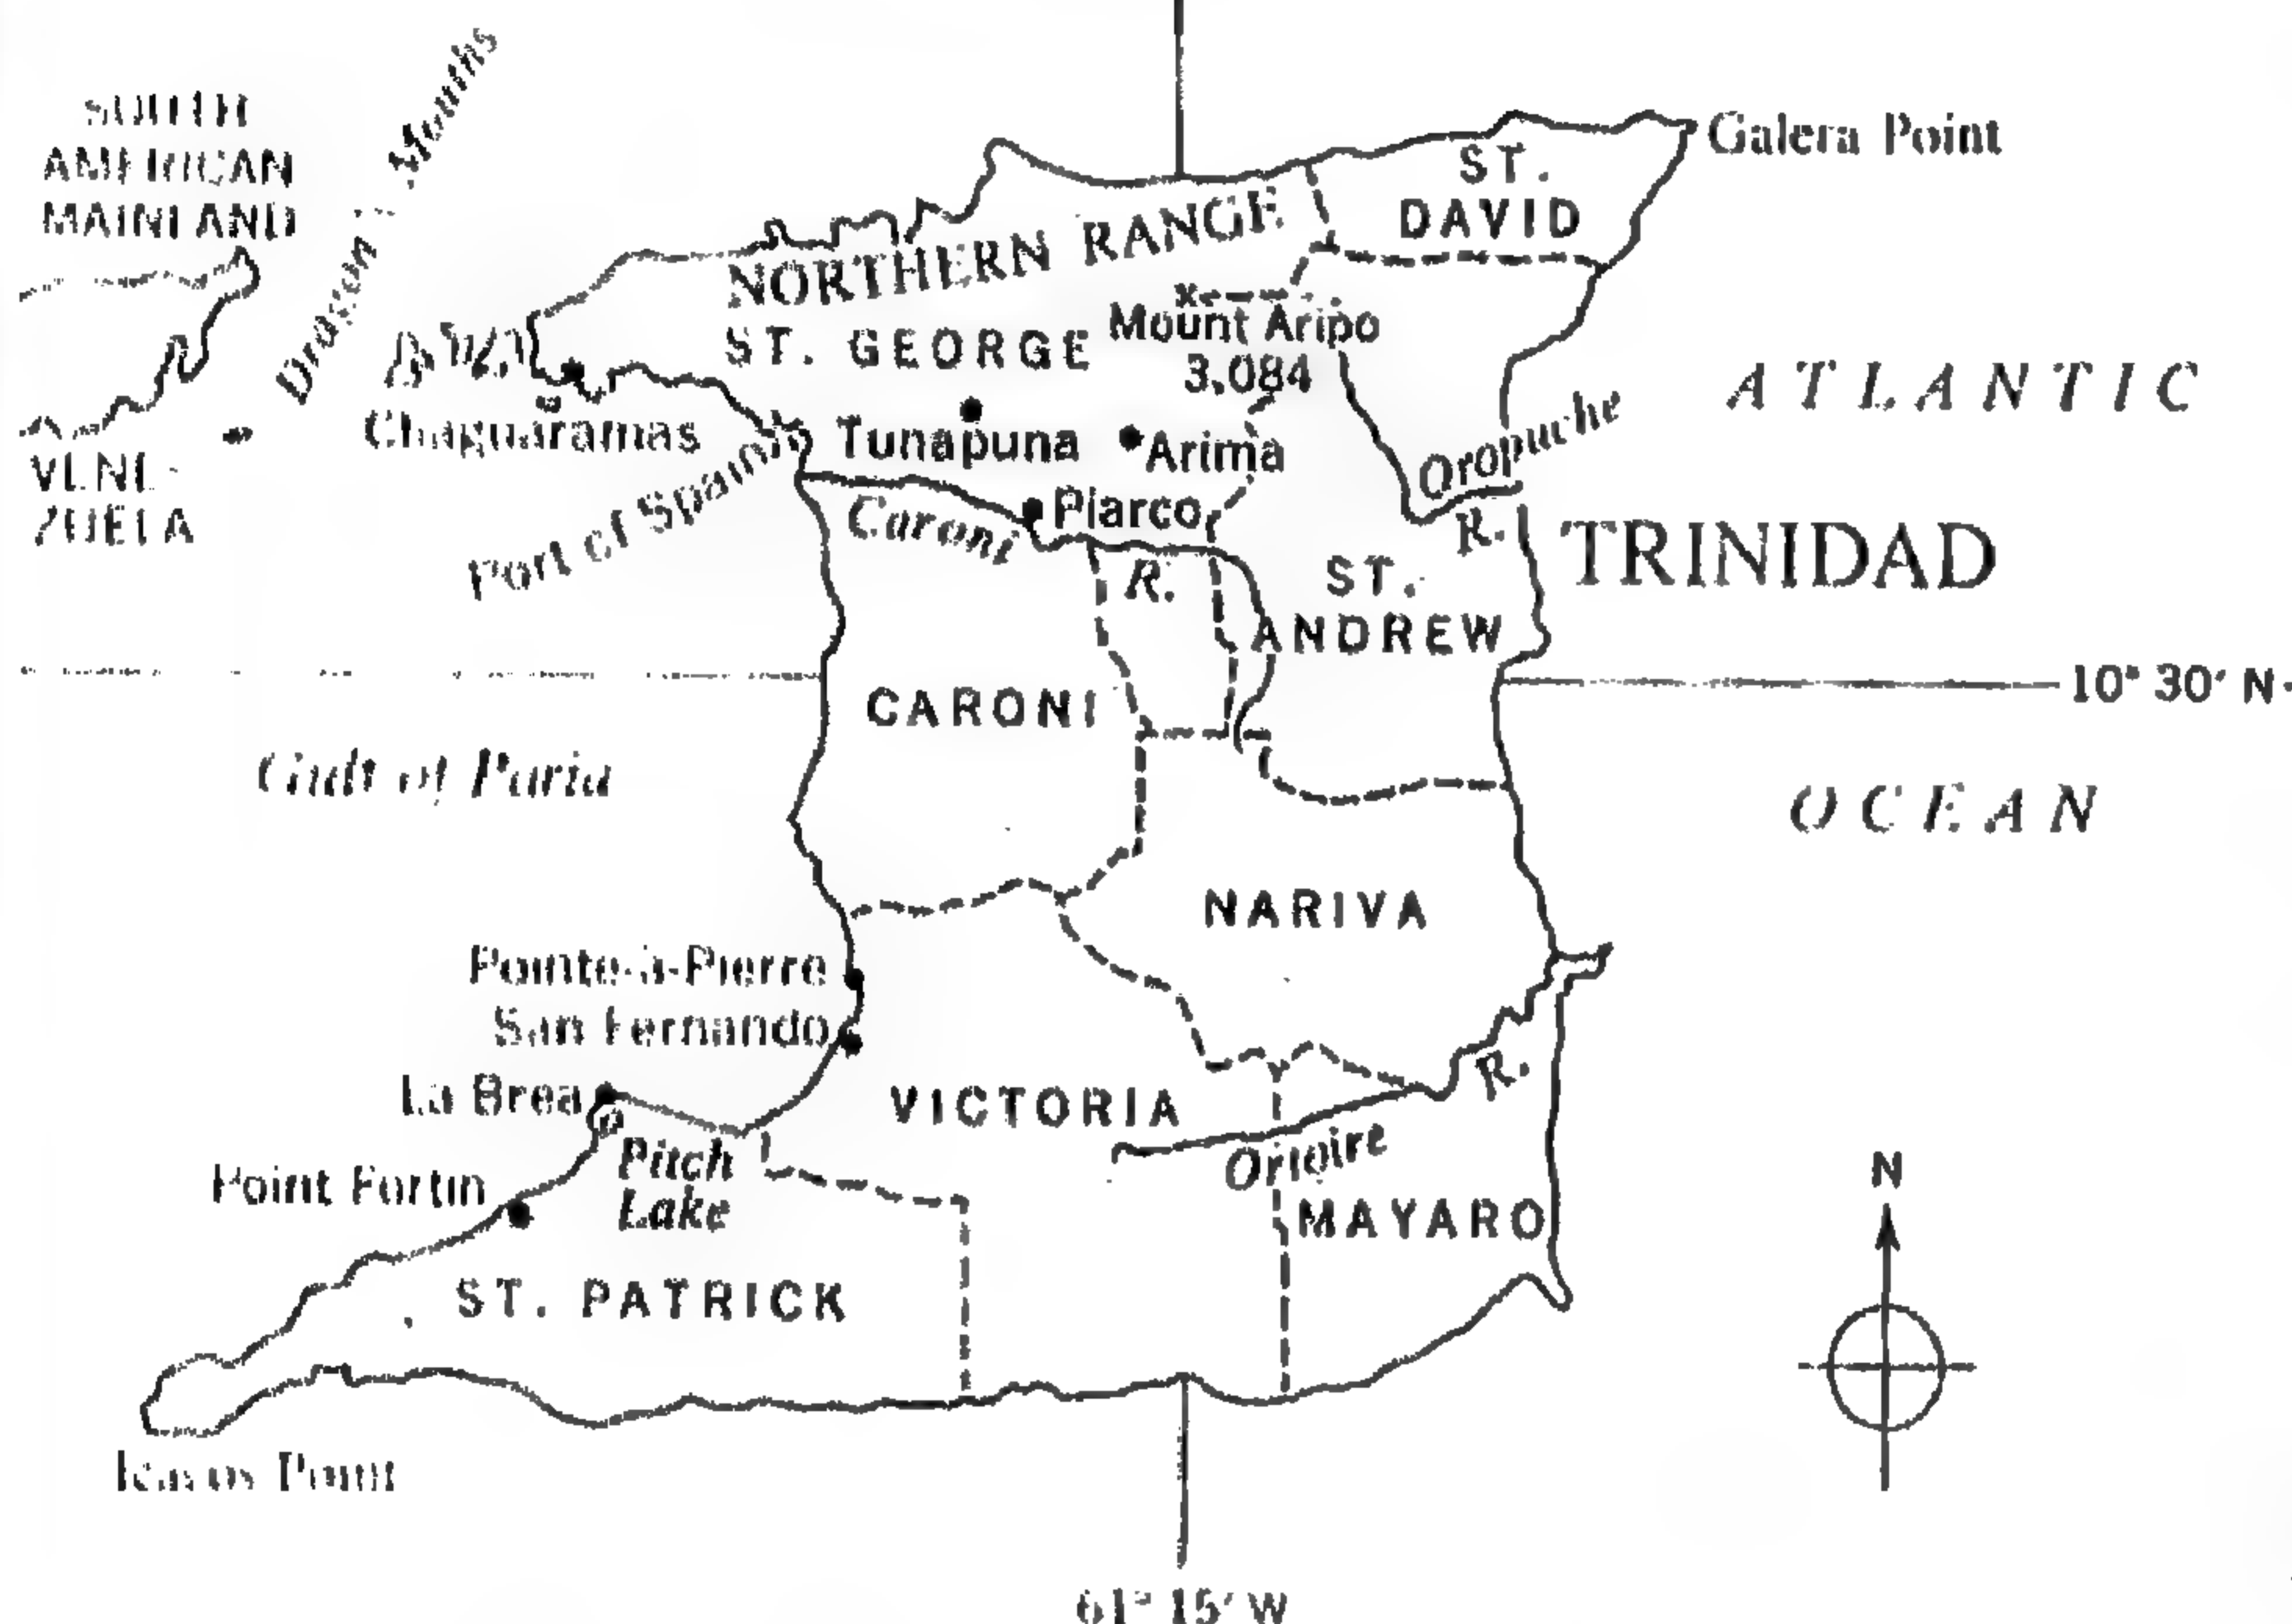 SOUTH
AMERICAN
MAINLAND
Dragon Mouths
Galera Point
ST.
DAVID
NORTHERN RANGE
ST. GEORGE
Mount Aripo
3,084
ATLANTIC
Chaguaramas
Tunapuna
Arima
Oropuche
R.
VENE-
ZUELA
Port of Spain
Caroni
R.
Piarco
TRINIDAD
ST.
ANDREW
10° 30′ N
CARONI
Gulf of Paria
OCEAN
NARIVA
Pointe-à-Pierre
San Fernando
La Brea
VICTORIA
R.
Pitch
Lake
Ortoire
Point Fortin
N
MAYARO
ST. PATRICK
Icacos Point
61° 15′ W